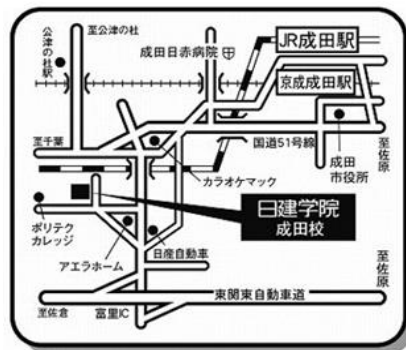 至公津の杜
公津の杜駅
成田日赤病院
JR成田駅
京成成田駅
至千葉
国道51号線
成田
市役所
至佐原
カラオケマック
日建学院
成田校
ポリテク
カレッジ
アエラホーム
日産自動車
至佐原
東関東自動車道
至佐倉
富里IC